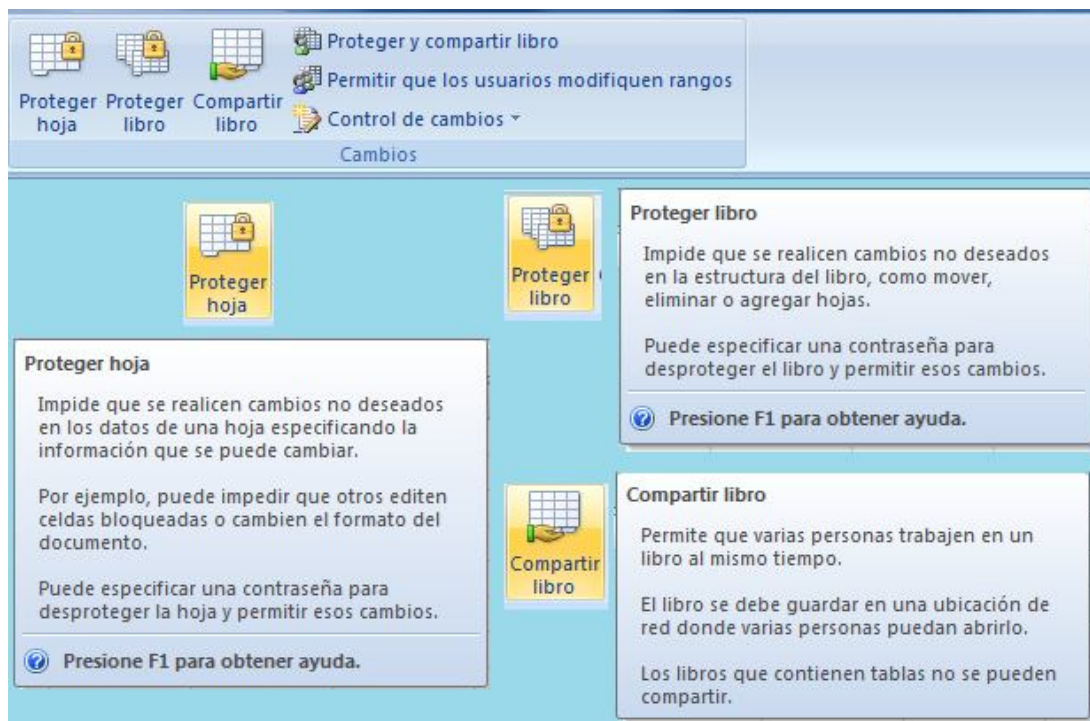 Proteger hoja
Proteger libro
Compartir libro
Proteger y compartir libro
Permitir que los usuarios modifiquen rangos
Control de cambios
Cambios
Proteger
hoja
Proteger hoja
Impide que se realicen cambios no deseados
en los datos de una hoja especificando la
información que se puede cambiar.
Por ejemplo, puede impedir que otros editen
celdas bloqueadas o cambien el formato del
documento.
Puede especificar una contraseña para
desproteger la hoja y permitir esos cambios.
Presione F1 para obtener ayuda.
Proteger
libro
Proteger libro
Impide que se realicen cambios no deseados
en la estructura del libro, como mover,
eliminar o agregar hojas.
Puede especificar una contraseña para
desproteger el libro y permitir esos cambios.
Presione F1 para obtener ayuda.
Compartir
libro
Compartir libro
Permite que varias personas trabajen en un
libro al mismo tiempo.
El libro se debe guardar en una ubicación de
red donde varias personas puedan abrirlo.
Los libros que contienen tablas no se pueden
compartir.